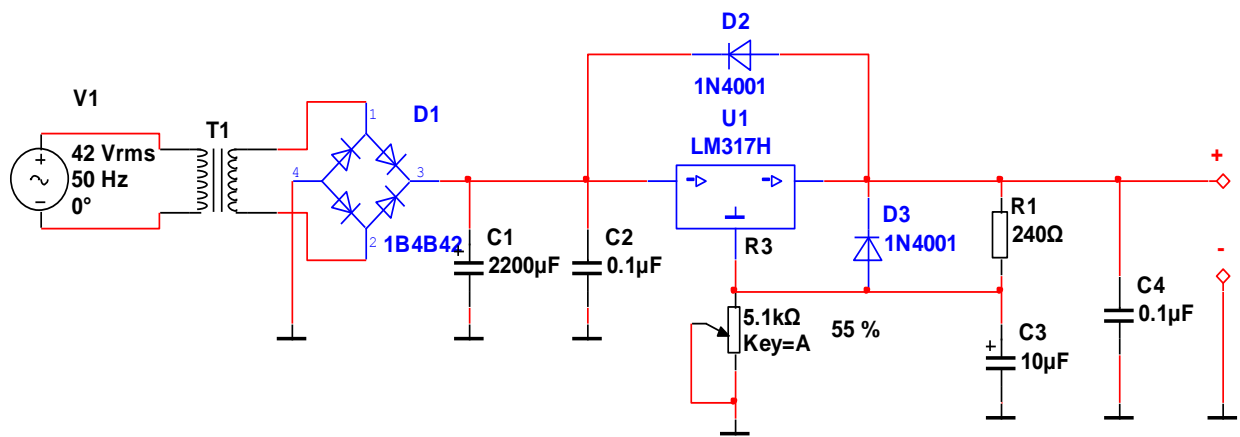 V1
42 Vrms
50 Hz
0°
T1
D1
1
4
3
2
1B4B42
C1
+
2200µF
C2
0.1µF
D2
1N4001
U1
LM317H
R3
5.1kΩ
Key=A
55 %
D3
1N4001
R1
240Ω
C3
+
10µF
C4
0.1µF
+
-